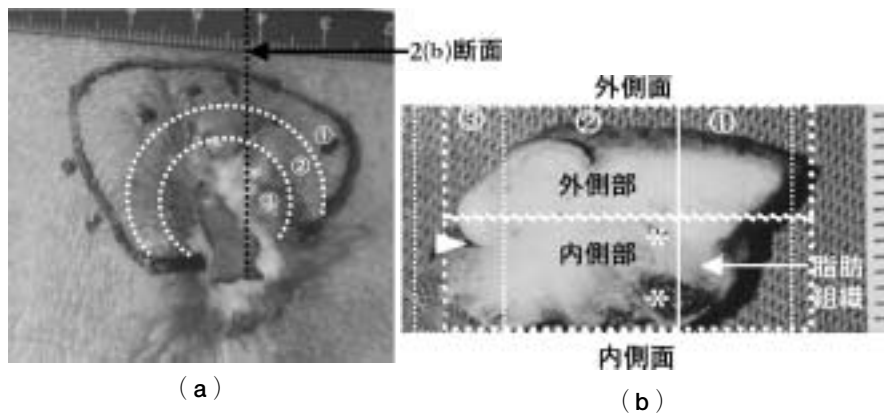 2(b)断面
①
②
③
(a)
外側面
③
②
①
外側部
内側部
*
*
脂肪
組織
内側面
(b)